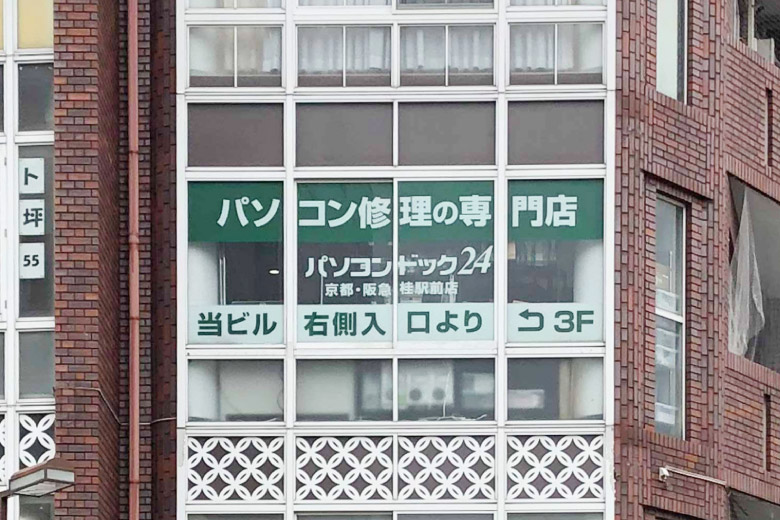 パソコン修理の専門店
パソコンドック24
京都・阪急 桂駅前店
当ビル 右側入口より ⮌ 3F
ト
坪
55